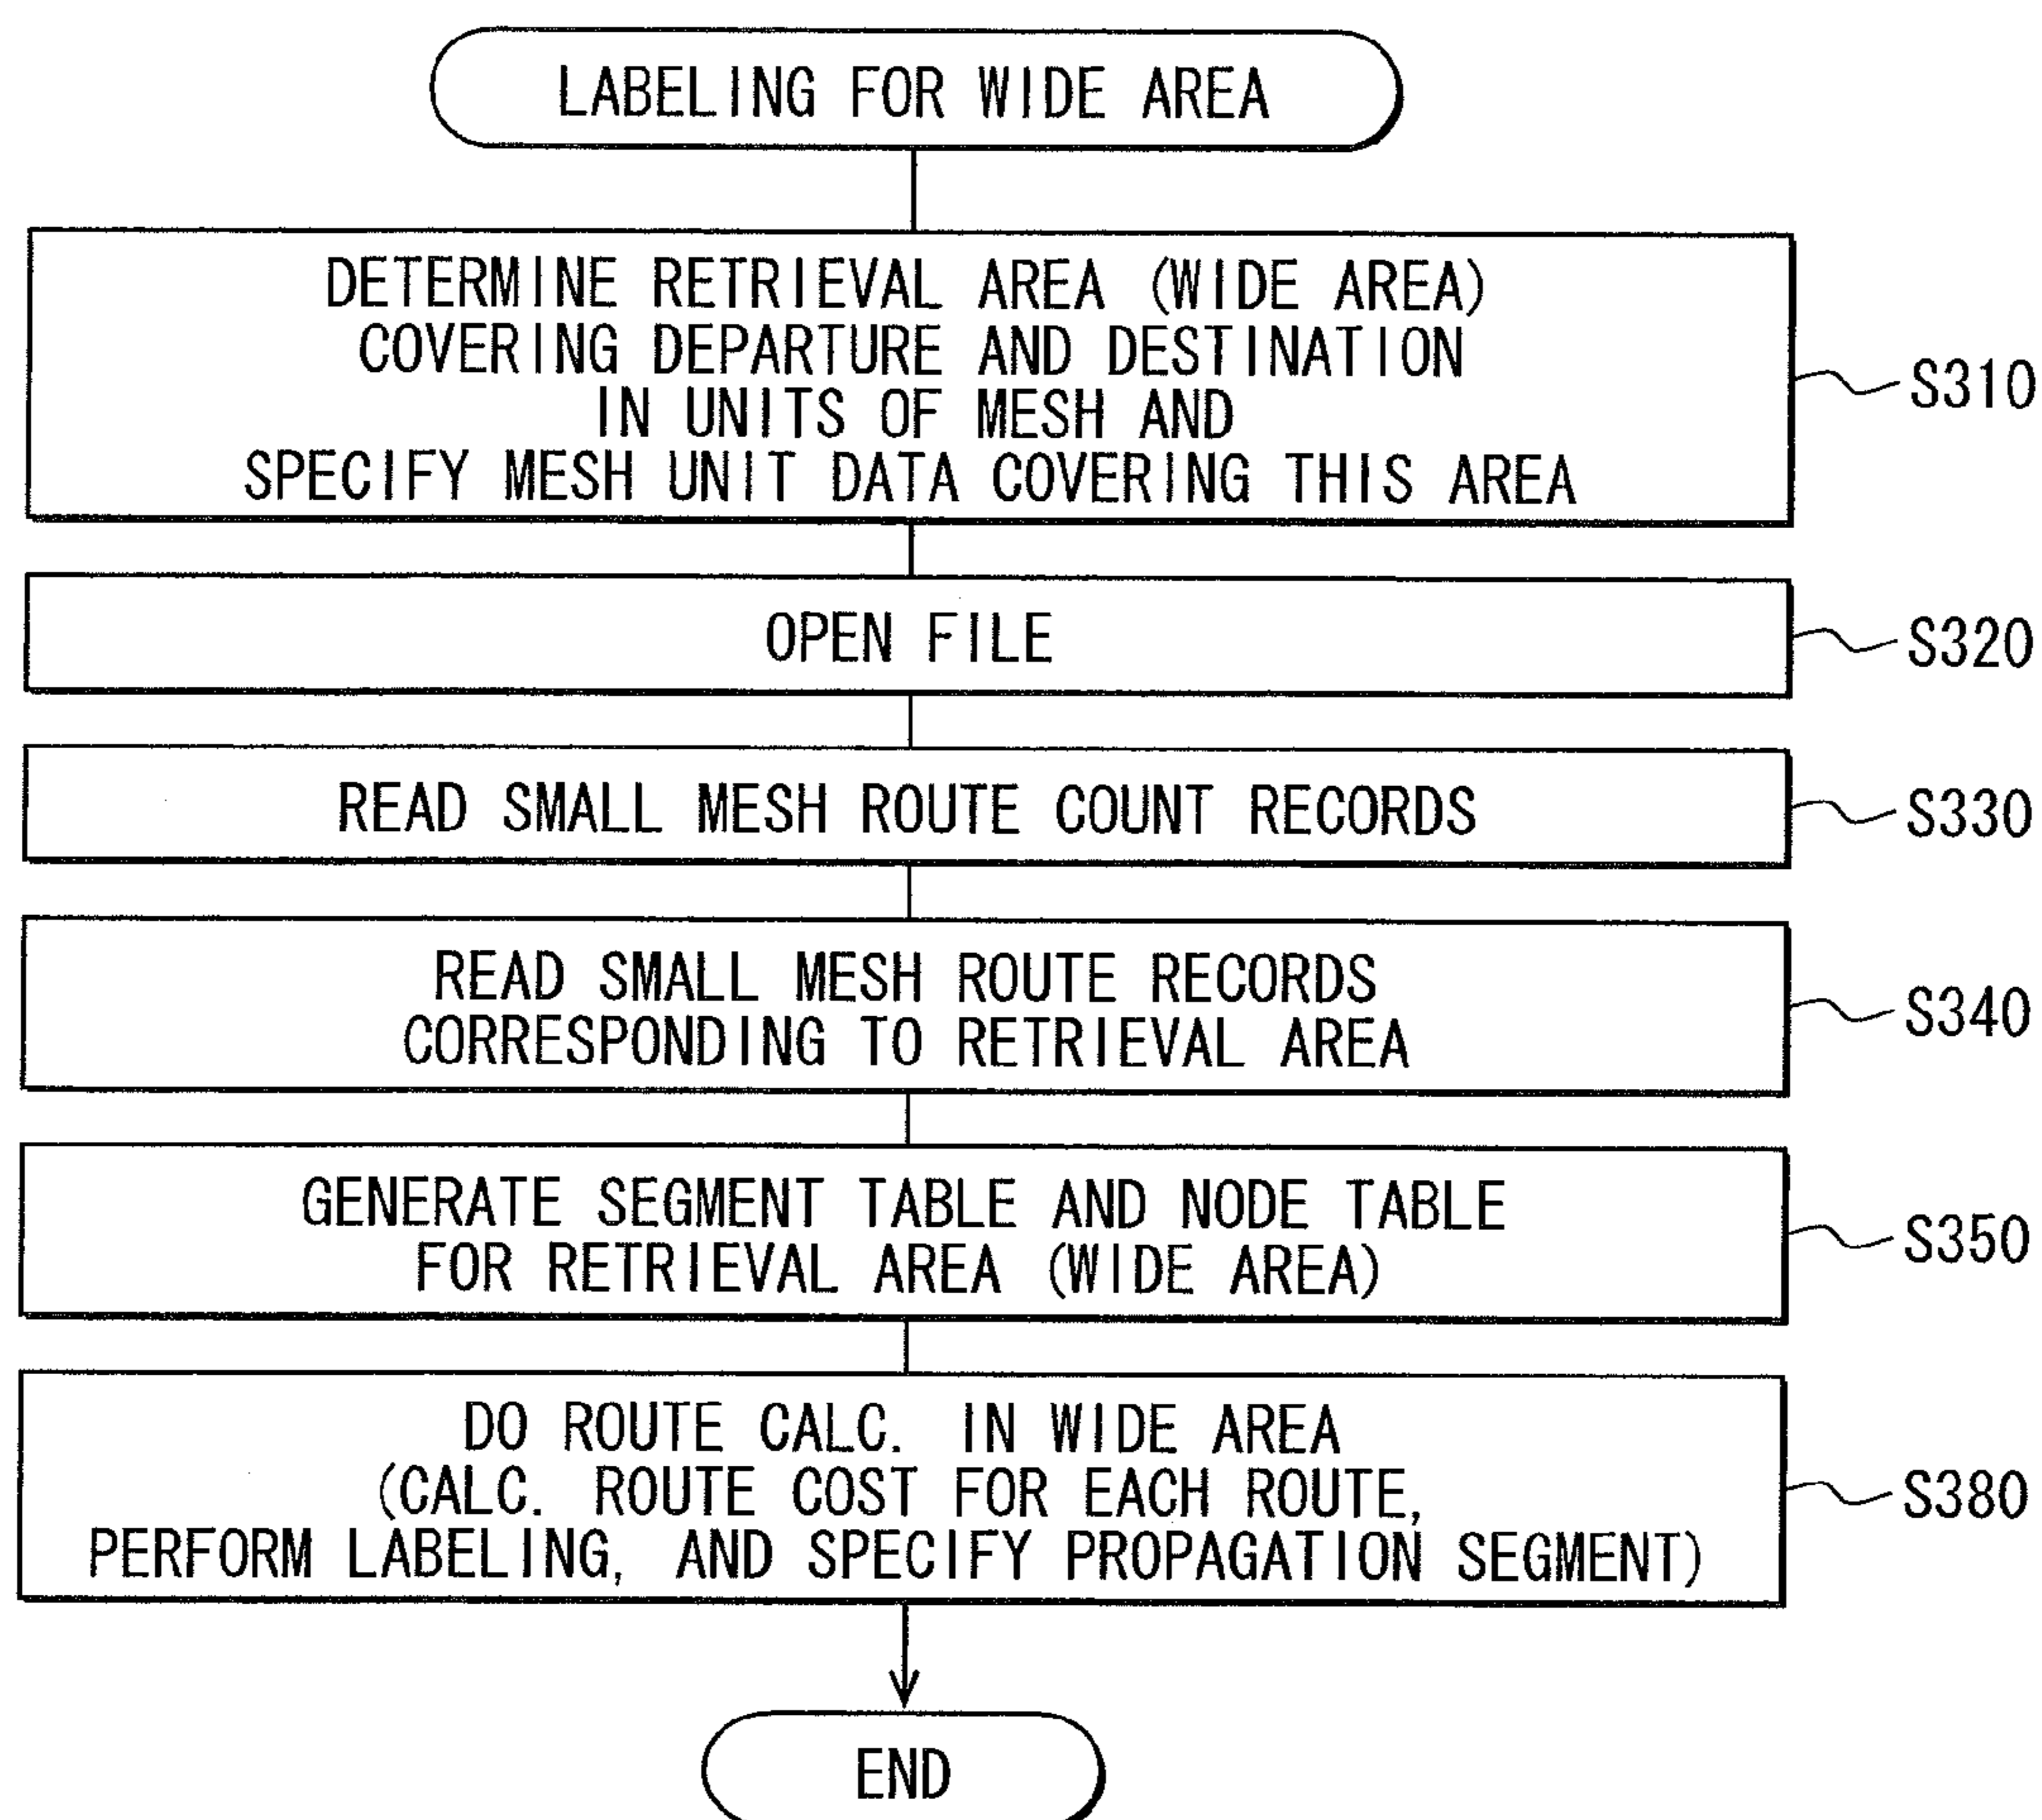 LABELING FOR WIDE AREA
DETERMINE RETRIEVAL AREA (WIDE AREA)
COVERING DEPARTURE AND DESTINATION
IN UNITS OF MESH AND
SPECIFY MESH UNIT DATA COVERING THIS AREA
S310
OPEN FILE
S320
READ SMALL MESH ROUTE COUNT RECORDS
S330
READ SMALL MESH ROUTE RECORDS
CORRESPONDING TO RETRIEVAL AREA
S340
GENERATE SEGMENT TABLE AND NODE TABLE
FOR RETRIEVAL AREA (WIDE AREA)
S350
DO ROUTE CALC. IN WIDE AREA
(CALC. ROUTE COST FOR EACH ROUTE,
PERFORM LABELING, AND SPECIFY PROPAGATION SEGMENT)
S380
END